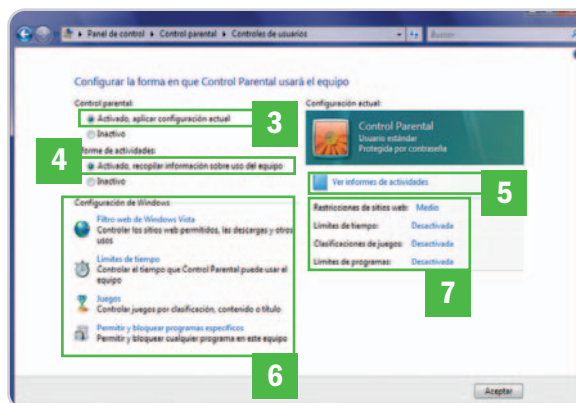 Panel de control ▸ Control parental ▸ Controles de usuarios
Buscar
Configurar la forma en que Control Parental usará el equipo
Control parental:
Activado, aplicar configuración actual
Inactivo
3
4
forme de actividades:
Activado, recopilar información sobre uso del equipo
Inactivo
Configuración de Windows
Filtro web de Windows Vista
Controlar los sitios web permitidos, las descargas y otros
usos
Límites de tiempo
Controlar el tiempo que Control Parental puede usar el
equipo
Juegos
Controlar juegos por clasificación, contenido o título
Permitir y bloquear programas específicos
Permitir y bloquear cualquier programa en este equipo
6
Configuración actual:
Control Parental
Usuario estándar
Protegida por contraseña
Ver informes de actividades
5
Restricciones de sitios web: Medio
Límites de tiempo: Desactivada
Clasificaciones de juegos: Desactivada
Límites de programas: Desactivada
7
Aceptar